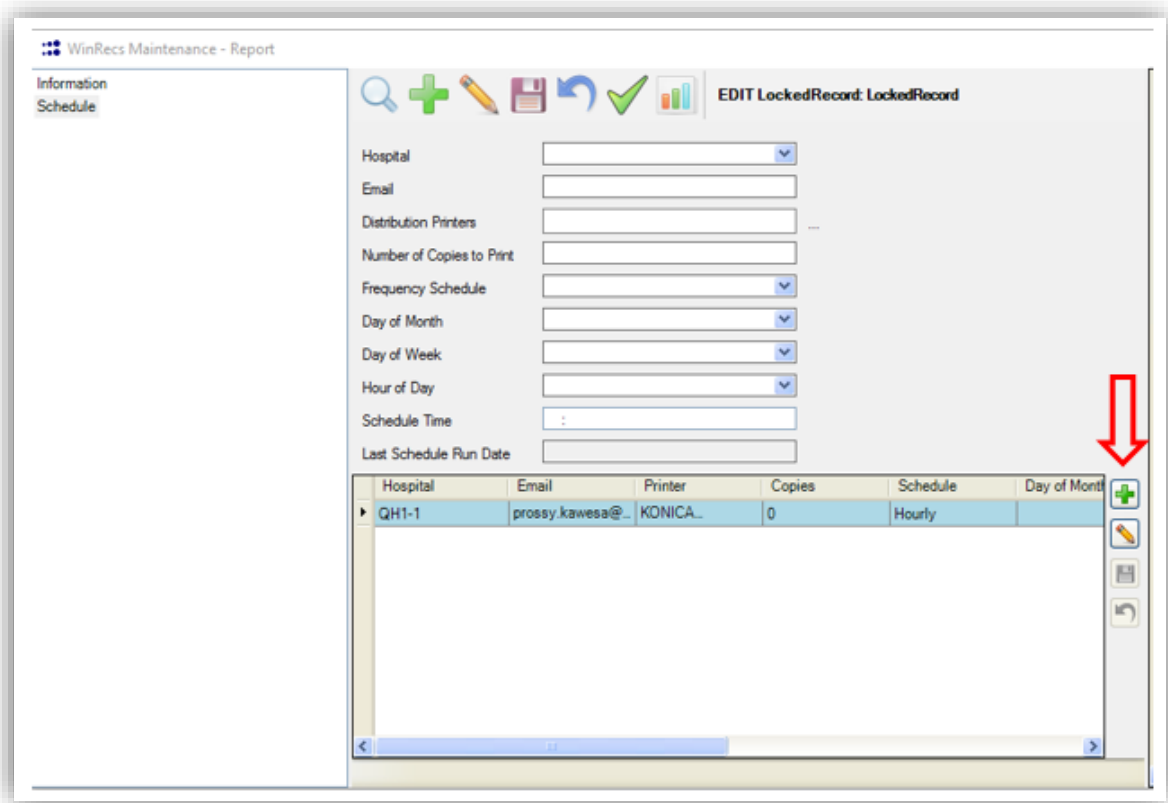 WinRecs Maintenance - Report
Information
Schedule
EDIT LockedRecord: LockedRecord
Hospital
Email
Distribution Printers
...
Number of Copies to Print
Frequency Schedule
Day of Month
Day of Week
Hour of Day
Schedule Time
:
Last Schedule Run Date
Hospital Email Printer Copies Schedule Day of Month
QH1-1 prossy.kawesa@... KONICA... 0 Hourly